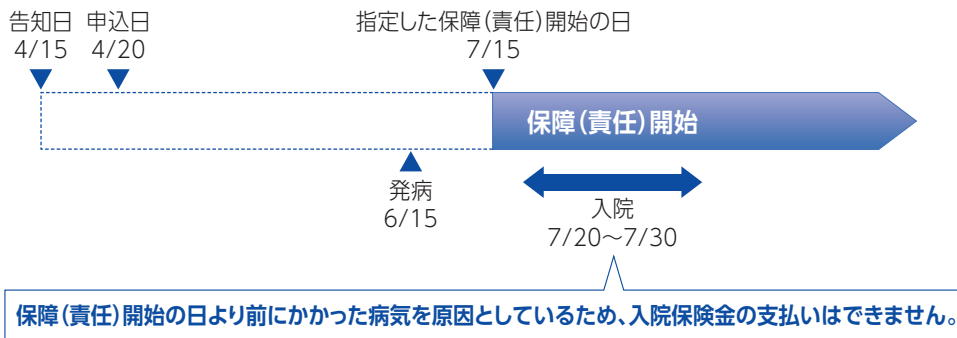 告知日 申込日 指定した保障(責任)開始の日
4/15 4/20 7/15
保障(責任)開始
発病
6/15
入院
7/20～7/30
保障(責任)開始の日より前にかかった病気を原因としているため、入院保険金の支払いはできません。